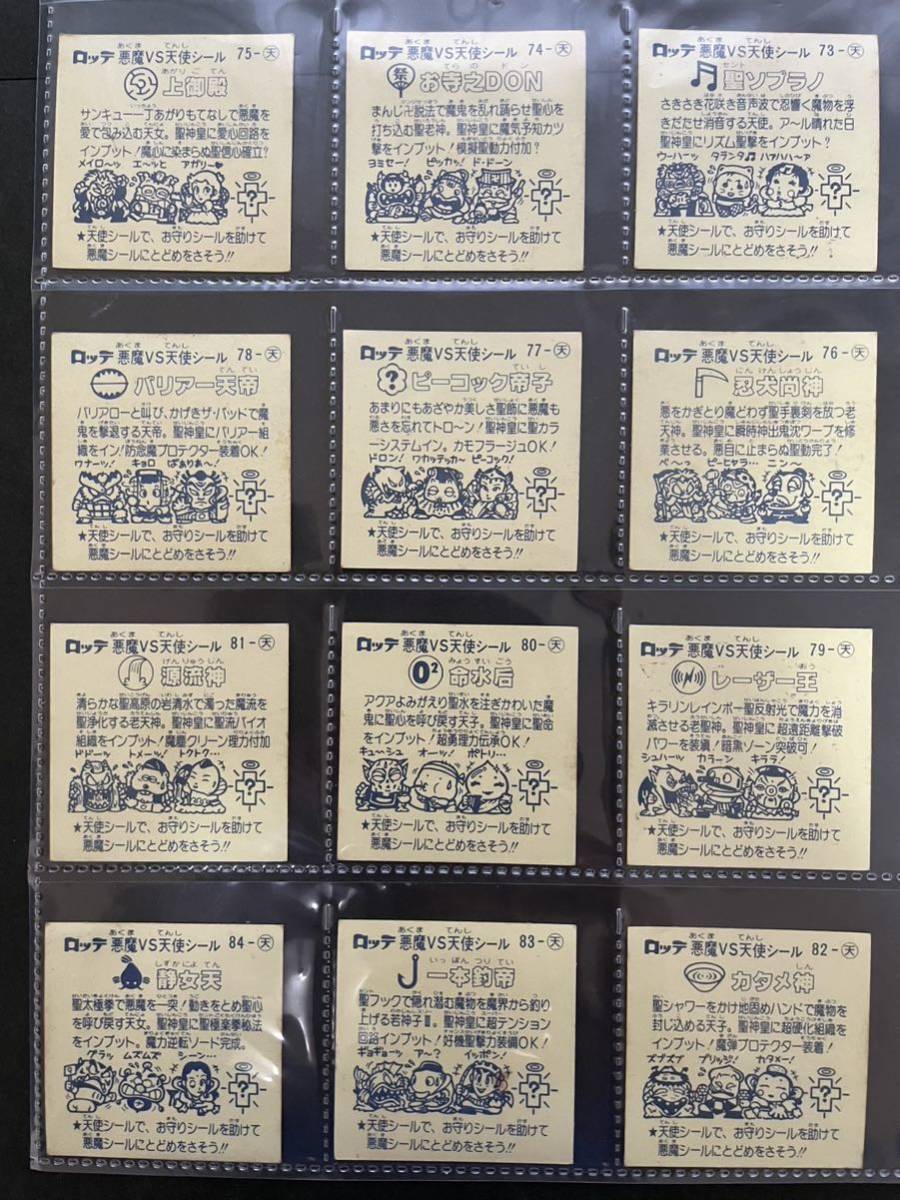 ロッテ 悪魔VS天使シール 75-天
上御殿
サンキュー一丁あがりもてなしで悪魔を
愛で包み込む天女。聖神皇に愛心回路を
インプット!魔心に染まらぬ聖信心確立?
メイロ〜ッ エ〜ッヒ アガリ〜♥
★天使シールで、お守りシールを助けて
悪魔シールにとどめをさそう!!
ロッテ 悪魔VS天使シール 74-天
祭 お寺之DON
まんじ卍説法で魔鬼を乱れ踊らせ聖心を
打ち込む聖老神。聖神皇に魔気予知カツ
撃をインプット!模擬聖動力付加?
ヨミセー! ピッカッ! ド・ドーン
★天使シールで、お守りシールを助けて
悪魔シールにとどめをさそう!!
ロッテ 悪魔VS天使シール 73-天
聖ソプラノ
さきさき花咲き音声波で忍響く魔物を浮
きだたせ消音する天使。ア〜ル晴れた日
聖神皇にリズム聖撃をインプット?
ウーハーッ タランタ♫ ハァハハ〜ァ
★天使シールで、お守りシールを助けて
悪魔シールにとどめをさそう!!
ロッテ 悪魔VS天使シール 78-天
バリアー天帝
バリアローと叫び、かげきザ・バットで魔
鬼を撃退する天帝。聖神皇にバリアー組
織をイン!防念魔プロテクター装着OK!
ワナーッ! キョロ ばぁりあ〜!
★天使シールで、お守りシールを助けて
悪魔シールにとどめをさそう!!
ロッテ 悪魔VS天使シール 77-天
? ピーコック帝子
あまりにもあざやか美しさ聖師に悪魔も
悪さを忘れてトロ〜ン!聖神皇に聖カラ
ーシステムイン。カモフラージュOK!
ドロン! ワカッテッカ〜 ピーコック!
★天使シールで、お守りシールを助けて
悪魔シールにとどめをさそう!!
ロッテ 悪魔VS天使シール 76-天
忍犬尚神
悪をかぎとり魔どわず聖手裏剣を放つ老
天神。聖神皇に瞬時神出鬼沈ワープを修
業させる。悪目に止まらぬ聖動完了!
ベ〜っ ピーヒャラ… ニン〜
★天使シールで、お守りシールを助けて
悪魔シールにとどめをさそう!!
ロッテ 悪魔VS天使シール 81-天
源流神
清らかな聖高原の岩清水で濁った魔流を
聖浄化する老天神。聖神皇に聖流バイオ
組織をインプット!魔塵クリーン理力付加
ドドーッ トメーッ! トクトク…
★天使シールで、お守りシールを助けて
悪魔シールにとどめをさそう!!
ロッテ 悪魔VS天使シール 80-天
O2 命水后
アクアよみがえり聖水を注ぎかわいた魔
鬼に聖心を呼び戻す天子。聖神皇に聖命
をインプット!超勇理力伝承OK!
キューシュ オーッ! ポトリ…
★天使シールで、お守りシールを助けて
悪魔シールにとどめをさそう!!
ロッテ 悪魔VS天使シール 79-天
レーザー王
キラリンレインボー聖反射光で魔力を消
滅させる老聖神。聖神皇に超遠距離撃破
パワーを装填!暗黒ゾーン突破可!
シュハーッ カラーン キララ!
★天使シールで、お守りシールを助けて
悪魔シールにとどめをさそう!!
ロッテ 悪魔VS天使シール 84-天
静女天
聖太極拳で悪魔を一突!動きをとめ聖心
を呼び戻す天女。聖神皇に聖極楽拳秘法
をインプット。魔力逆転ソード完成。
グラッ ムズムズ シーン…
★天使シールで、お守りシールを助けて
悪魔シールにとどめをさそう!!
ロッテ 悪魔VS天使シール 83-天
一本釣帝
聖フックで隠れ潜む魔物を魔界から釣り
上げる若神子Ⅱ。聖神皇に超テンション
回路インプット!好機聖撃力装備OK!
ギョギョーッ ア〜? イッポン!
★天使シールで、お守りシールを助けて
悪魔シールにとどめをさそう!!
ロッテ 悪魔VS天使シール 82-天
カタメ神
聖シャワーをかけ地固めハンドで魔物を
封じ込める天子。聖神皇に超硬化組織を
インプット!魔弾プロテクター装着!
ズナズナ ブリッジ! カタメー!
★天使シールで、お守りシールを助けて
悪魔シールにとどめをさそう!!